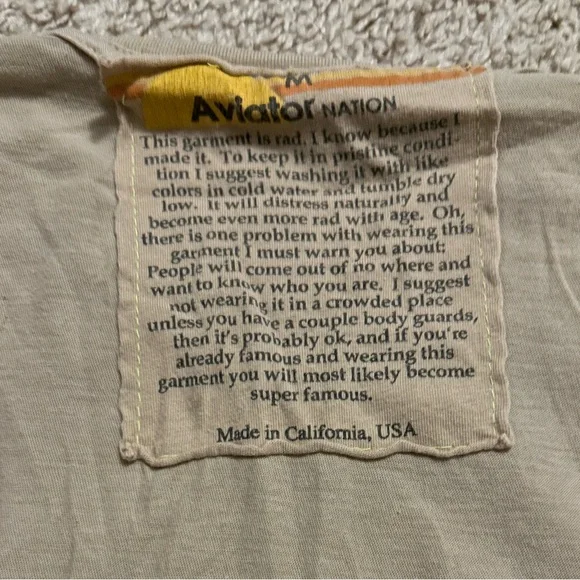 M
Aviator NATION
This garment is rad. I know because I
made it. To keep it in pristine condi-
tion I suggest washing it with like
colors in cold water and tumble dry
low. It will distress naturally and
become even more rad with age. Oh,
there is one problem with wearing this
garment I must warn you about:
People will come out of no where and
want to know who you are. I suggest
not wearing it in a crowded place
unless you have a couple body guards,
then it's probably ok, and if you're
already famous and wearing this
garment you will most likely become
super famous.
Made in California, USA